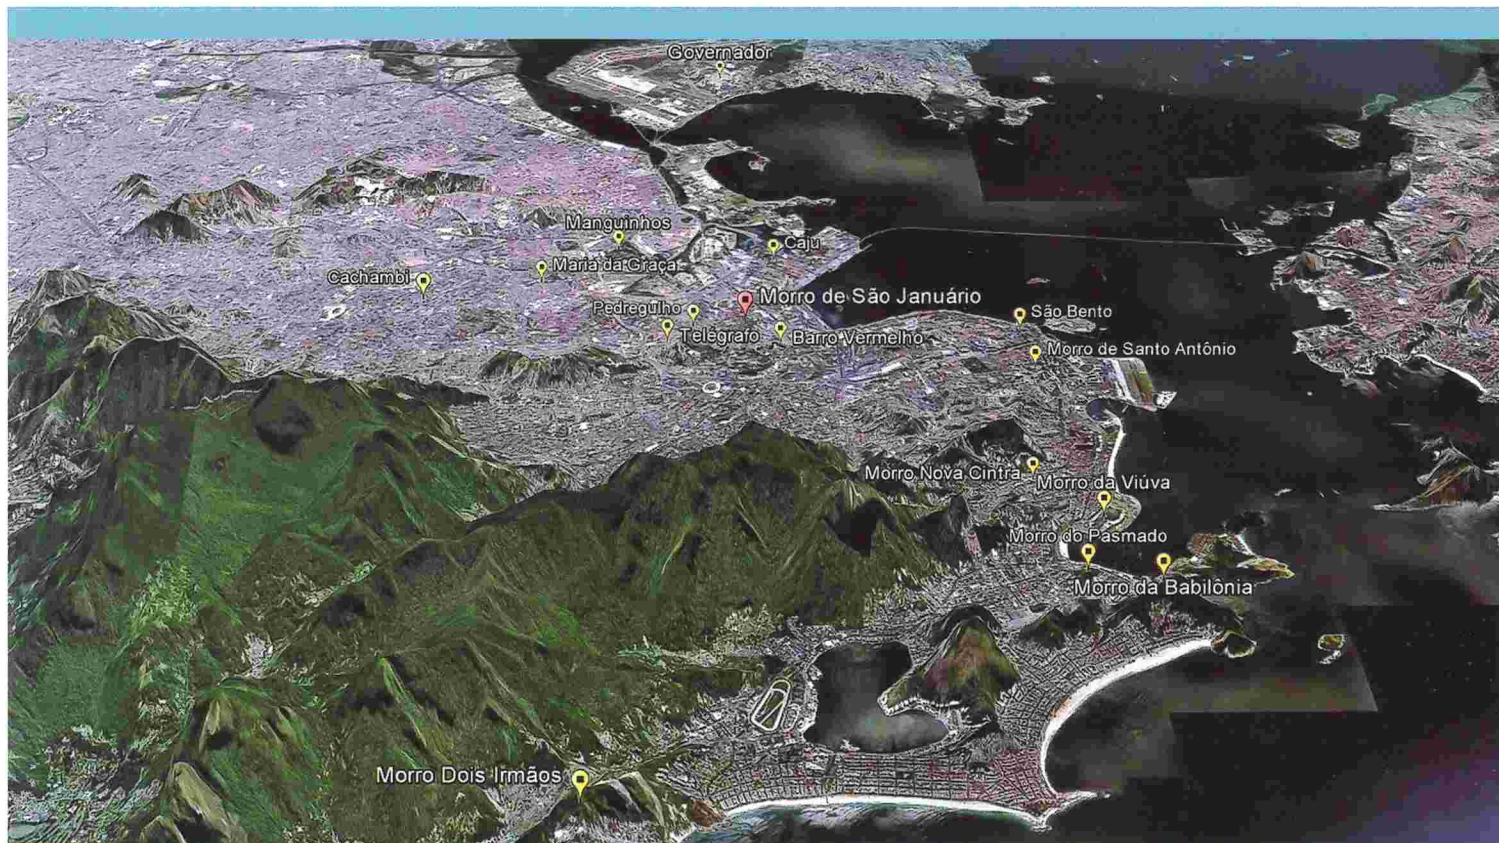 Governador
Manguinhos
Caju
Maria da Graça
Cachambi
Morro de São Januário
Pedregulho
São Bento
Telégrafo
Barro Vermelho
Morro de Santo Antônio
Morro Nova Cintra
Morro da Viúva
Morro do Pasmado
Morro da Babilônia
Morro Dois Irmãos